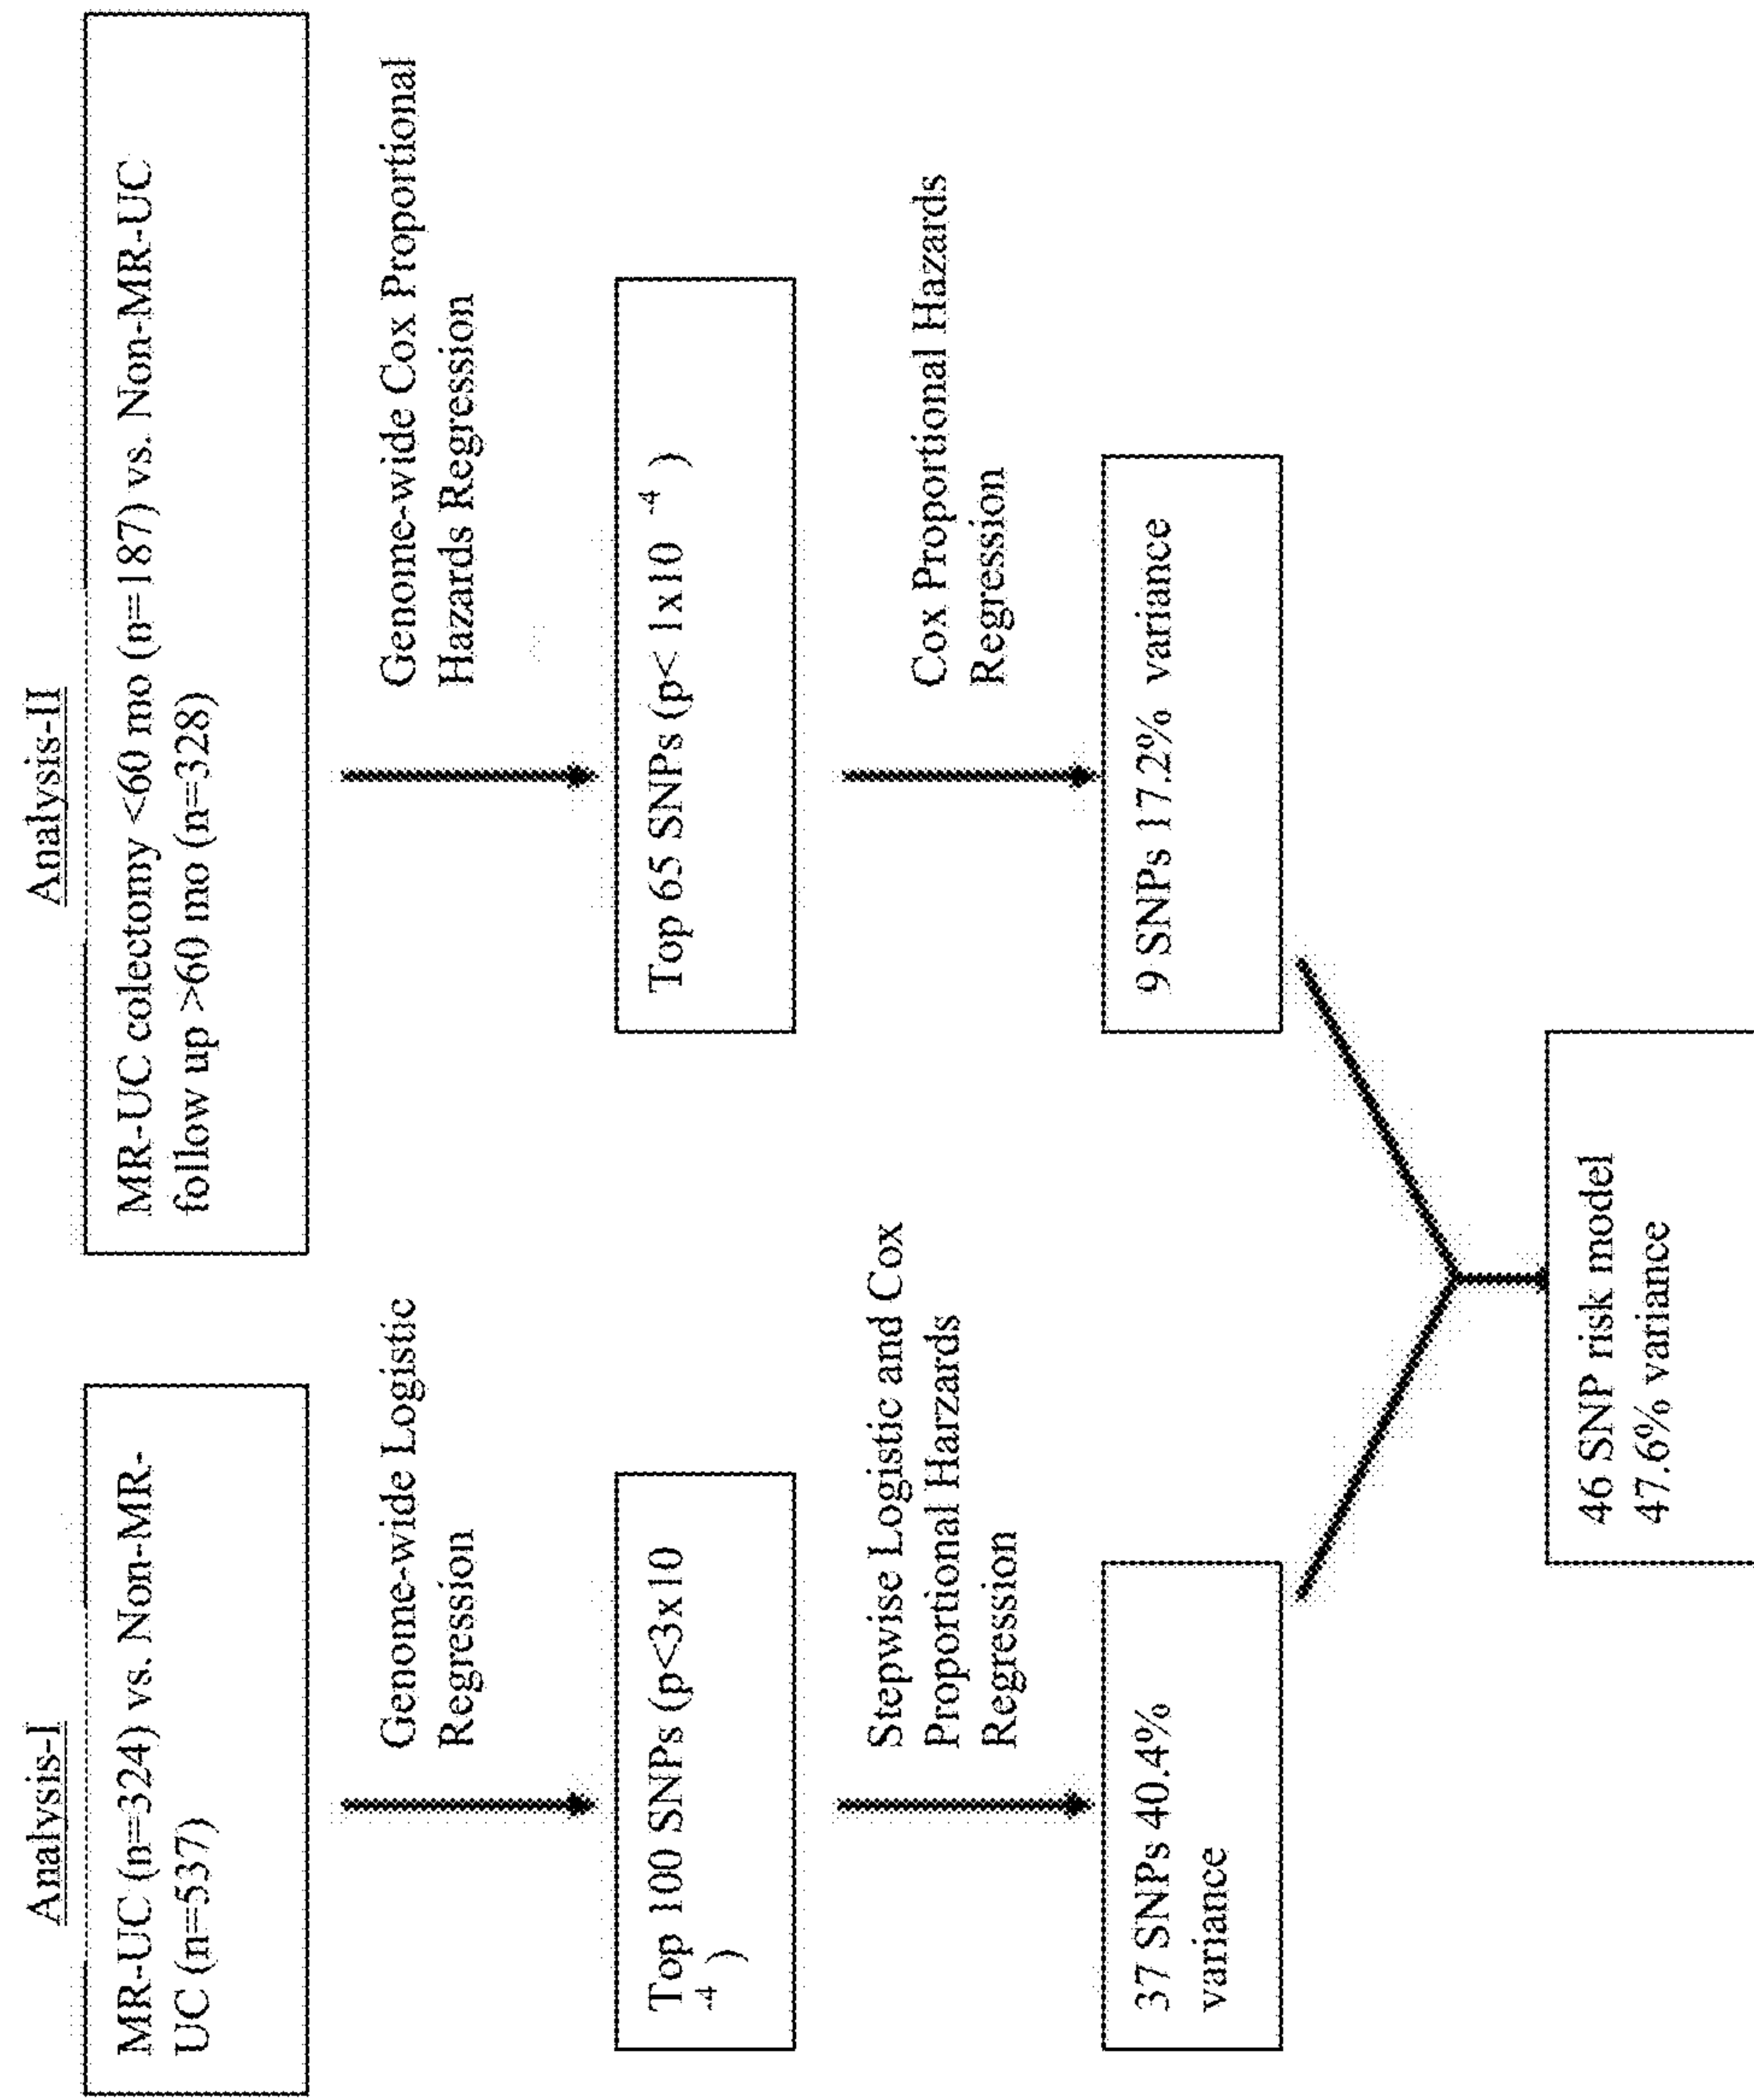 Analysis-I
MR-UC (n=324) vs. Non-MR-
UC (n=537)
Genome-wide Logistic
Regression
Top 100 SNPs (p<3x10
-4 )
Stepwise Logistic and Cox
Proportional Harzards
Regression
37 SNPs 40.4%
variance
Analysis-II
MR-UC colectomy <60 mo (n=187) vs. Non-MR-UC
follow up >60 mo (n=328)
Genome-wide Cox Proportional
Hazards Regression
Top 65 SNPs (p< 1x10 -4 )
Cox Proportional Hazards
Regression
9 SNPs 17.2% variance
46 SNP risk model
47.6% variance